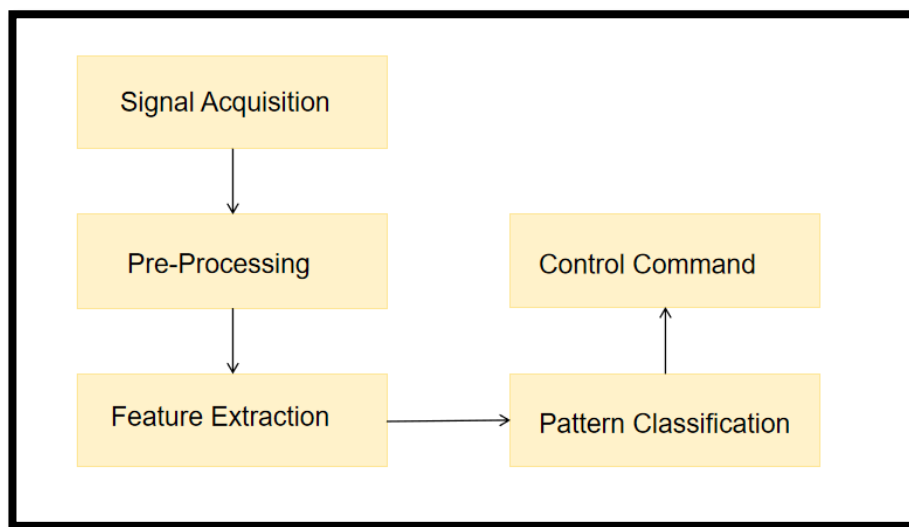 Signal Acquisition
Pre-Processing
Feature Extraction
Pattern Classification
Control Command